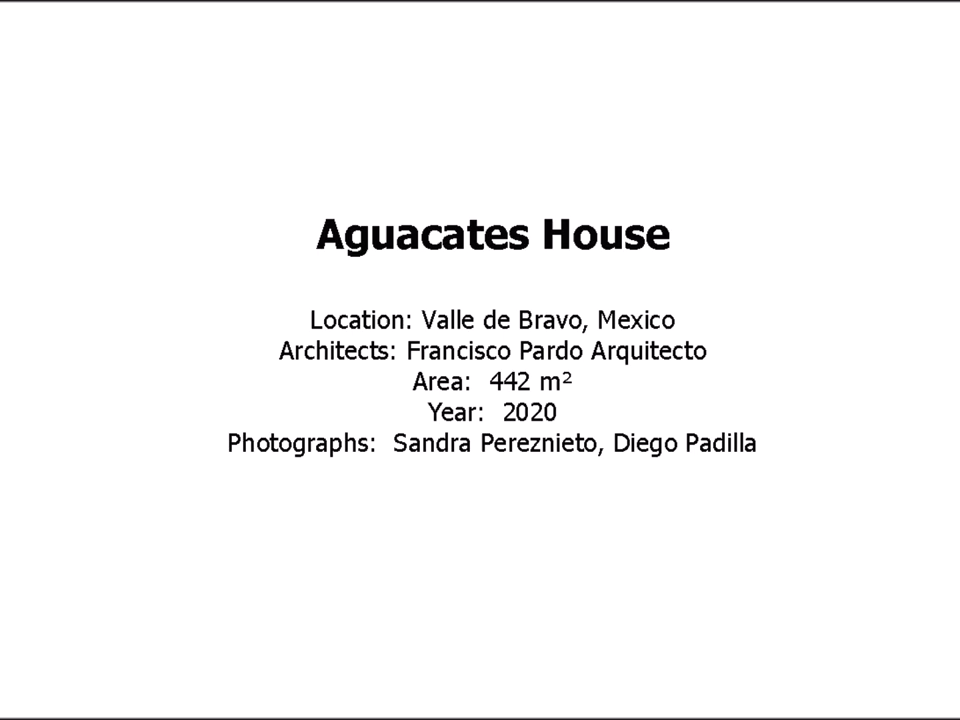 Aguacates House
Location: Valle de Bravo, Mexico
Architects: Francisco Pardo Arquitecto
Area:  442 m²
Year:  2020
Photographs:  Sandra Pereznieto, Diego Padilla